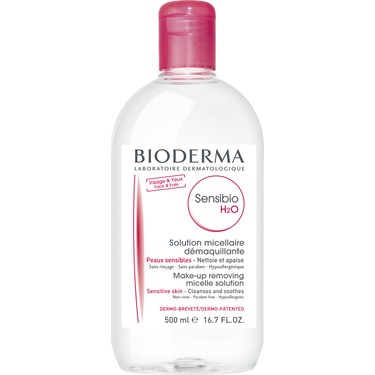 BIODERMA
LABORATOIRE DERMATOLOGIQUE
Visage & Yeux
Face & Eyes
Sensibio
H2O
Solution micellaire
démaquillante
Peaux sensibles - Nettoie et apaise
Sans rinçage - Sans paraben - Hypoallergénique
Make-up removing
micelle solution
Sensitive skin - Cleanses and soothes
Non-rinse - Paraben free - Hypoallergenic
DERMO-BREVETÉ/DERMO-PATENTED
500 ml ℮ 16.7 FL.OZ.